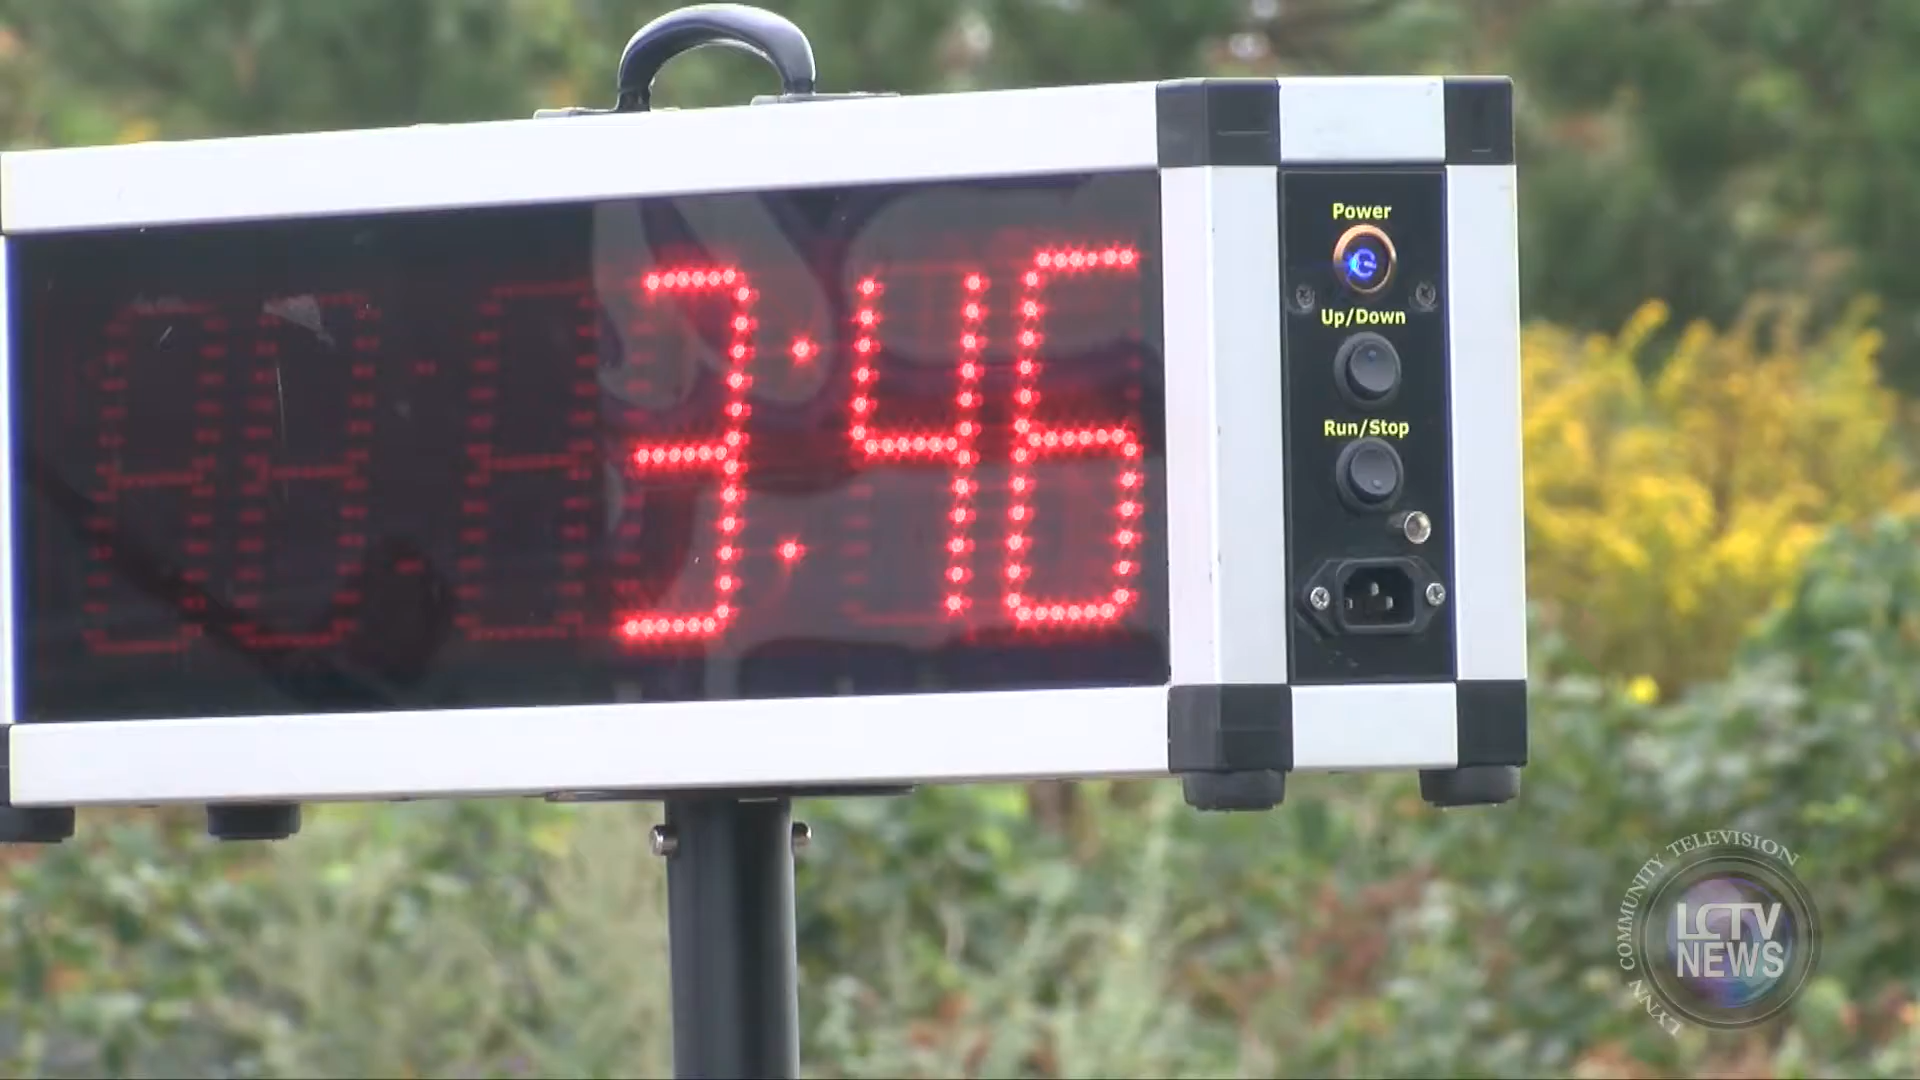 3:46
Power
Up/Down
Run/Stop
LYNN COMMUNITY TELEVISION
LCTV
NEWS